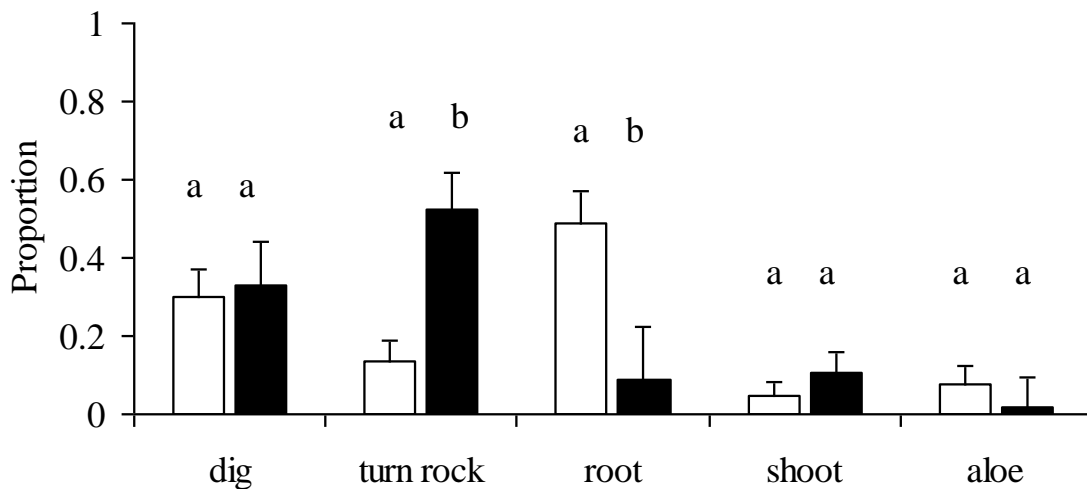 Proportion
1
0.8
0.6
0.4
0.2
0
a b a b
a a
a a a a
dig turn rock root shoot aloe